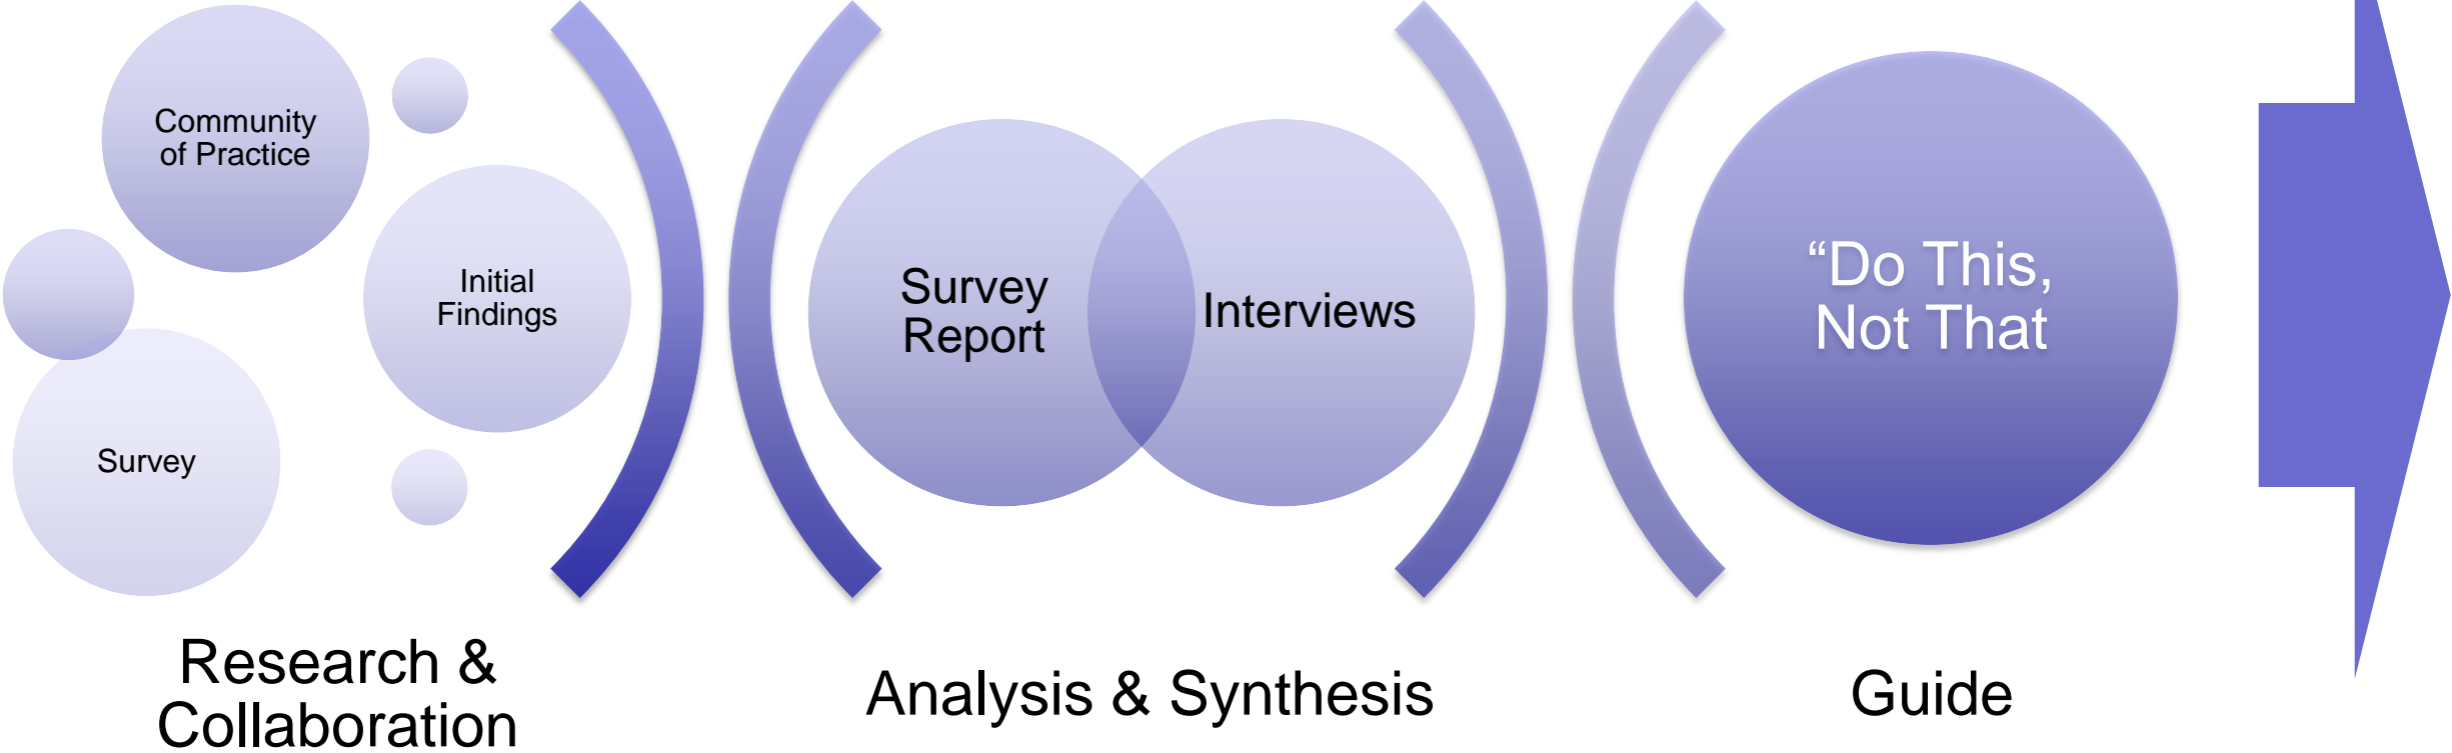 Community
of Practice
Initial
Findings
Survey
Research &
Collaboration
Survey
Report
Interviews
Analysis & Synthesis
“Do This,
Not That
Guide